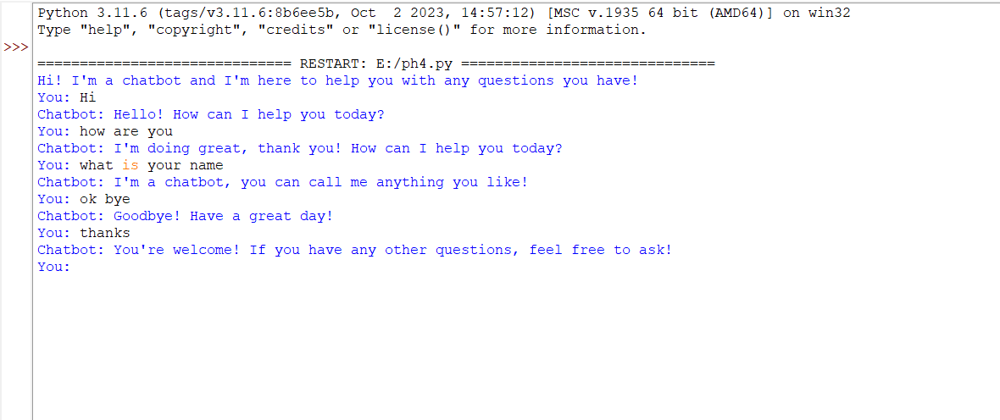 Python 3.11.6 (tags/v3.11.6:8b6ee5b, Oct  2 2023, 14:57:12) [MSC v.1935 64 bit (AMD64)] on win32
Type "help", "copyright", "credits" or "license()" for more information.
>>>
============================== RESTART: E:/ph4.py ==============================
Hi! I'm a chatbot and I'm here to help you with any questions you have!
You: Hi
Chatbot: Hello! How can I help you today?
You: how are you
Chatbot: I'm doing great, thank you! How can I help you today?
You: what is your name
Chatbot: I'm a chatbot, you can call me anything you like!
You: ok bye
Chatbot: Goodbye! Have a great day!
You: thanks
Chatbot: You're welcome! If you have any other questions, feel free to ask!
You: